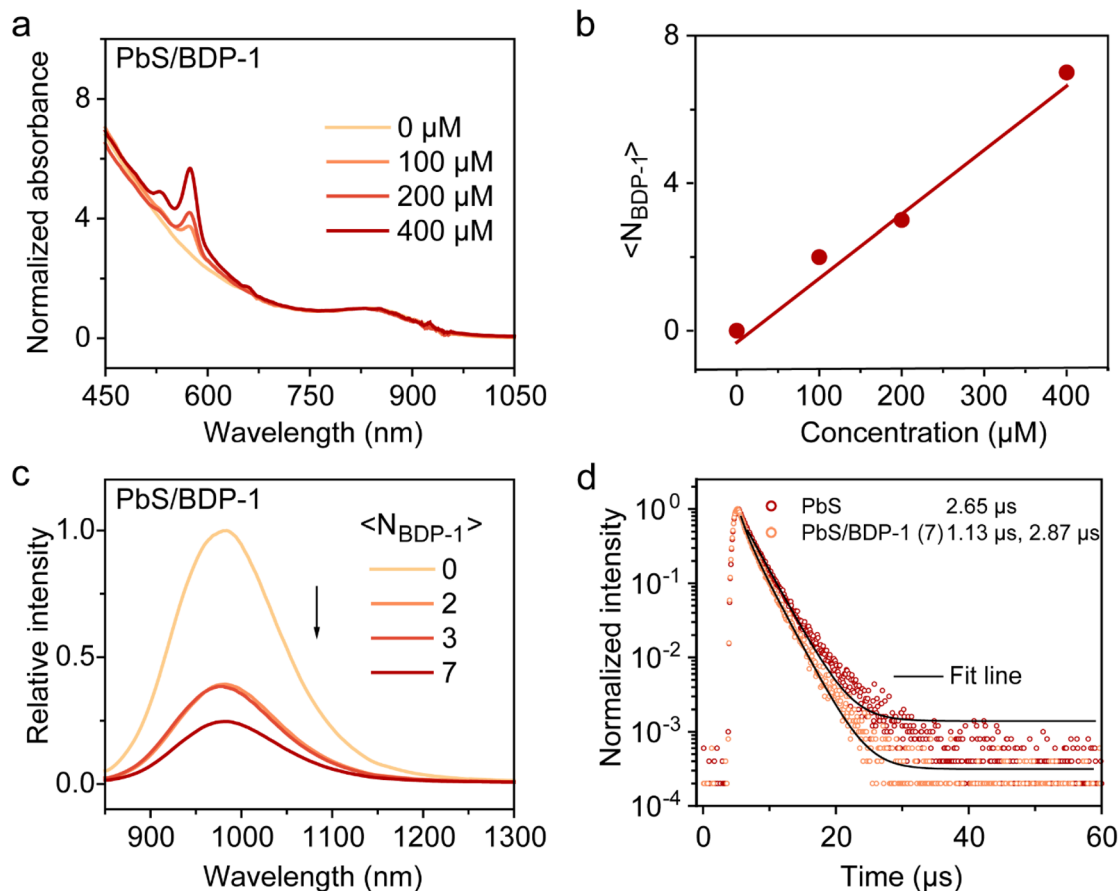 a
PbS/BDP-1
Normalized absorbance
8
4
0
0 µM
100 µM
200 µM
400 µM
450 600 750 900 1050
Wavelength (nm)
b
<N_BDP-1>
8
4
0
0 100 200 300 400
Concentration (µM)
c
PbS/BDP-1
Relative intensity
1.0
0.5
0.0
<N_BDP-1>
0
2
3
7
900 1000 1100 1200 1300
Wavelength (nm)
d
Normalized intensity
10^0
10^-1
10^-2
10^-3
10^-4
PbS 2.65 µs
PbS/BDP-1 (7) 1.13 µs, 2.87 µs
Fit line
0 20 40 60
Time (µs)